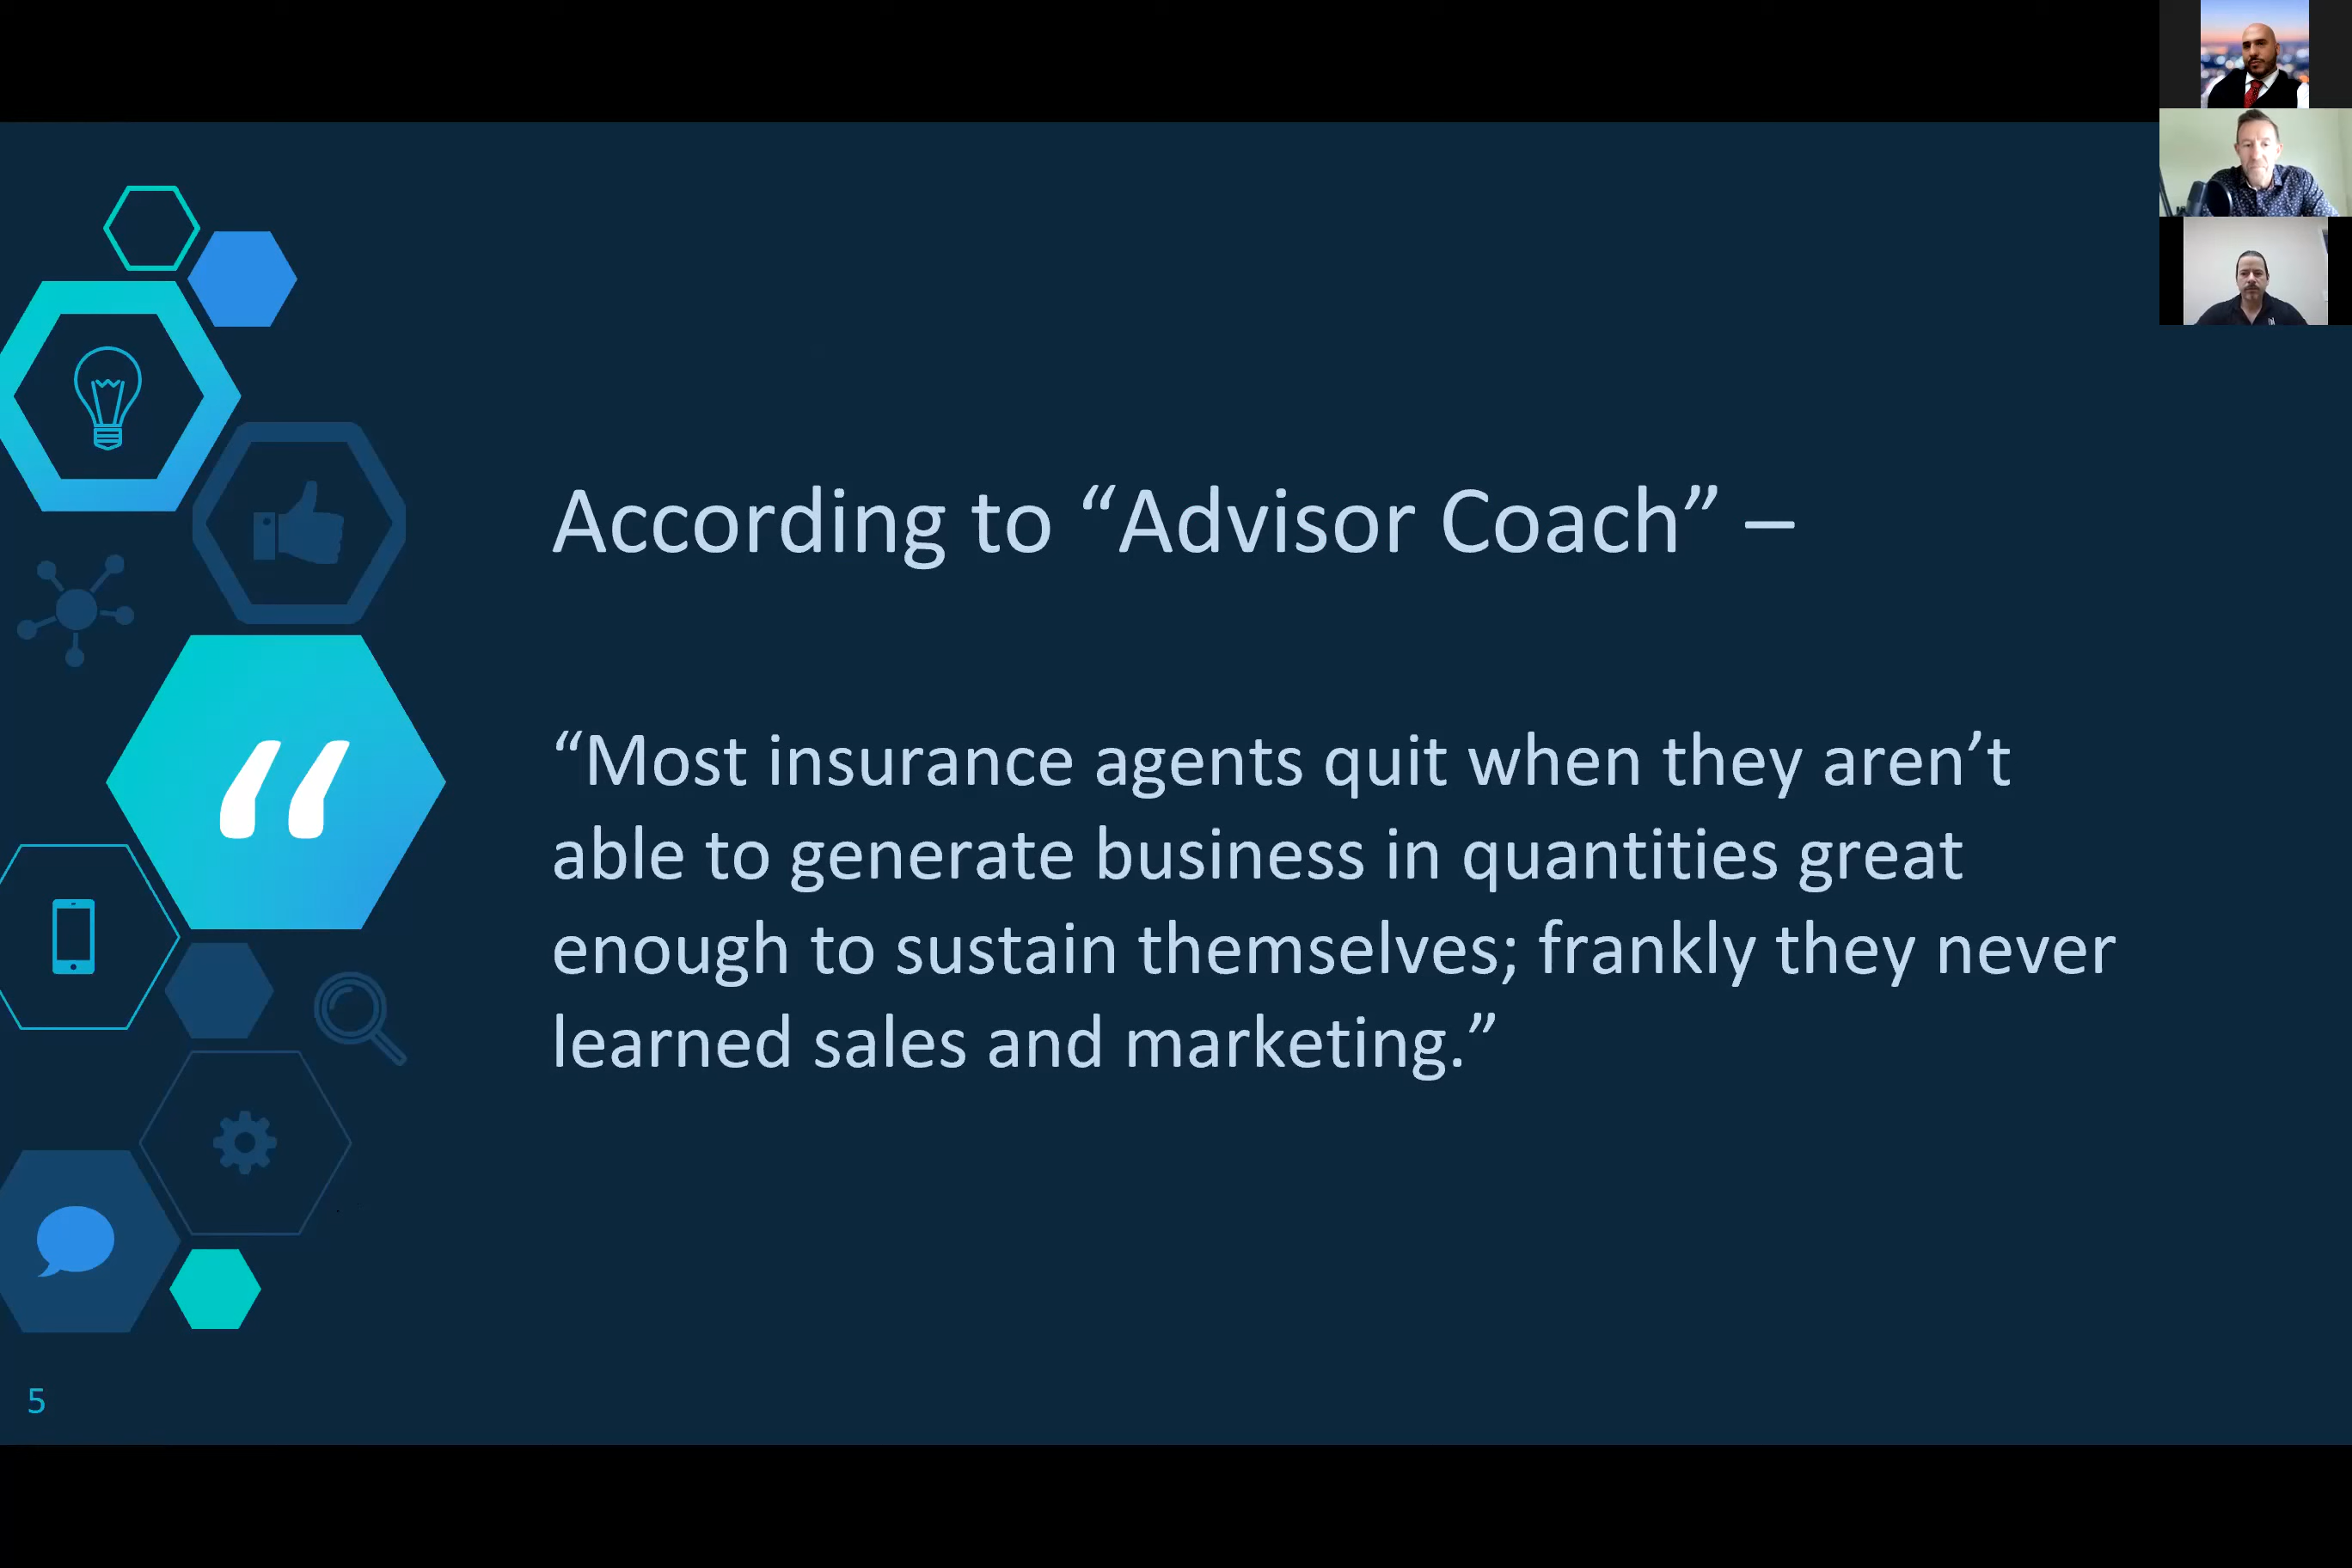 According to “Advisor Coach” –
“Most insurance agents quit when they aren’t
able to generate business in quantities great
enough to sustain themselves; frankly they never
learned sales and marketing.”
5